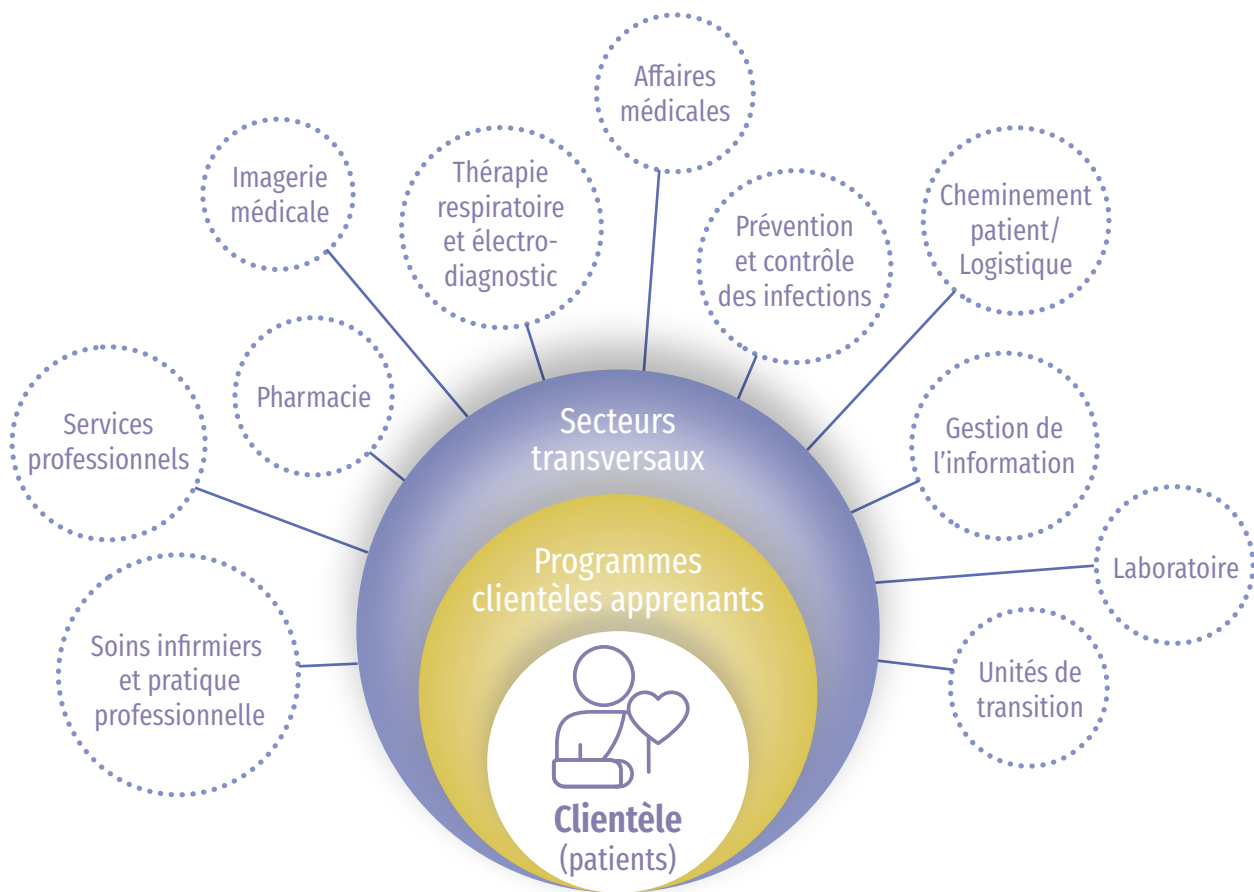 Affaires
médicales
Imagerie
médicale
Thérapie
respiratoire
et électro-
diagnostic
Prévention
et contrôle
des infections
Cheminement
patient/
Logistique
Pharmacie
Services
professionnels
Gestion de
l'information
Laboratoire
Soins infirmiers
et pratique
professionnelle
Unités de
transition
Secteurs
transversaux
Programmes
clientèles apprenants
Clientèle
(patients)